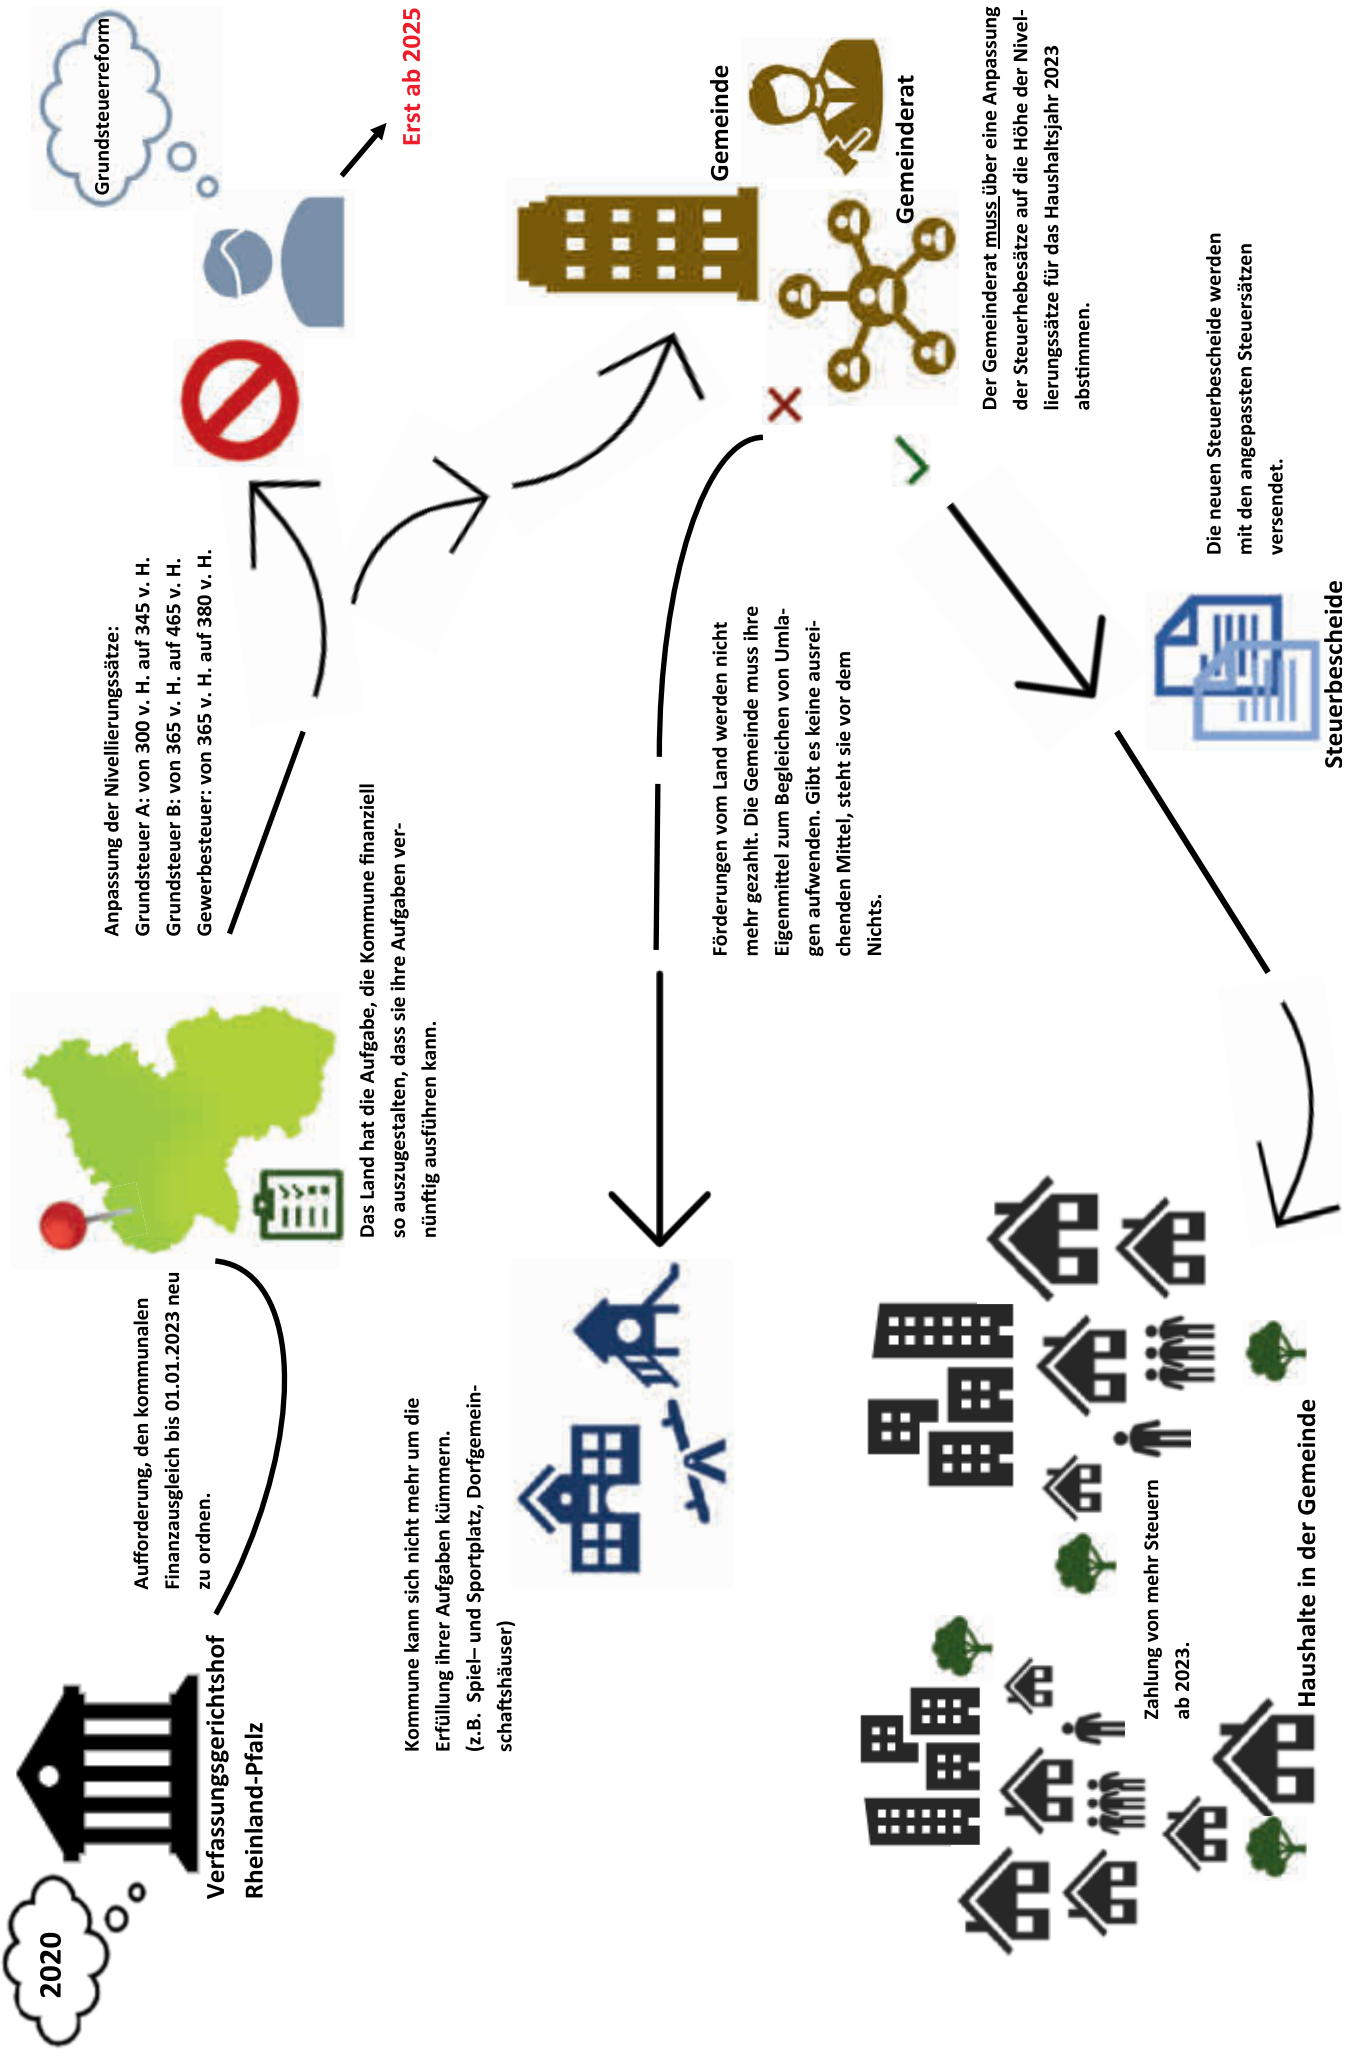 2020
Verfassungsgerichtshof
Rheinland-Pfalz
Aufforderung, den kommunalen
Finanzausgleich bis 01.01.2023 neu
zu ordnen.
Das Land hat die Aufgabe, die Kommune finanziell
so auszugestalten, dass sie ihre Aufgaben ver-
nünftig ausführen kann.
Anpassung der Nivellierungssätze:
Grundsteuer A: von 300 v. H. auf 345 v. H.
Grundsteuer B: von 365 v. H. auf 465 v. H.
Gewerbesteuer: von 365 v. H. auf 380 v. H.
Grundsteuerreform
Erst ab 2025
Gemeinde
Gemeinderat
Der Gemeinderat muss über eine Anpassung
der Steuerhebesätze auf die Höhe der Nivel-
lierungssätze für das Haushaltsjahr 2023
abstimmen.
Förderungen vom Land werden nicht
mehr gezahlt. Die Gemeinde muss ihre
Eigenmittel zum Begleichen von Umla-
gen aufwenden. Gibt es keine ausrei-
chenden Mittel, steht sie vor dem
Nichts.
Kommune kann sich nicht mehr um die
Erfüllung ihrer Aufgaben kümmern.
(z.B. Spiel– und Sportplatz, Dorfgemein-
schaftshäuser)
Die neuen Steuerbescheide werden
mit den angepassten Steuersätzen
versendet.
Steuerbescheide
Zahlung von mehr Steuern
ab 2023.
Haushalte in der Gemeinde